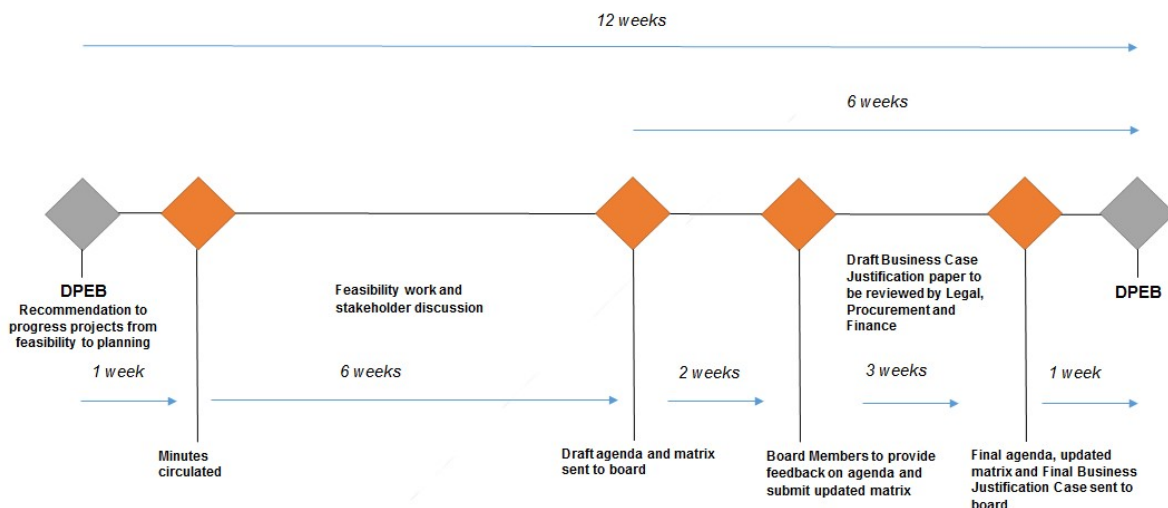 12 weeks
6 weeks
DPEB
Recommendation to
progress projects from
feasibility to planning
Feasibility work and
stakeholder discussion
Draft Business Case
Justification paper to
be reviewed by Legal,
Procurement and
Finance
DPEB
1 week
6 weeks
2 weeks
3 weeks
1 week
Minutes
circulated
Draft agenda and matrix
sent to board
Board Members to provide
feedback on agenda and
submit updated matrix
Final agenda, updated
matrix and Final Business
Justification Case sent to
board